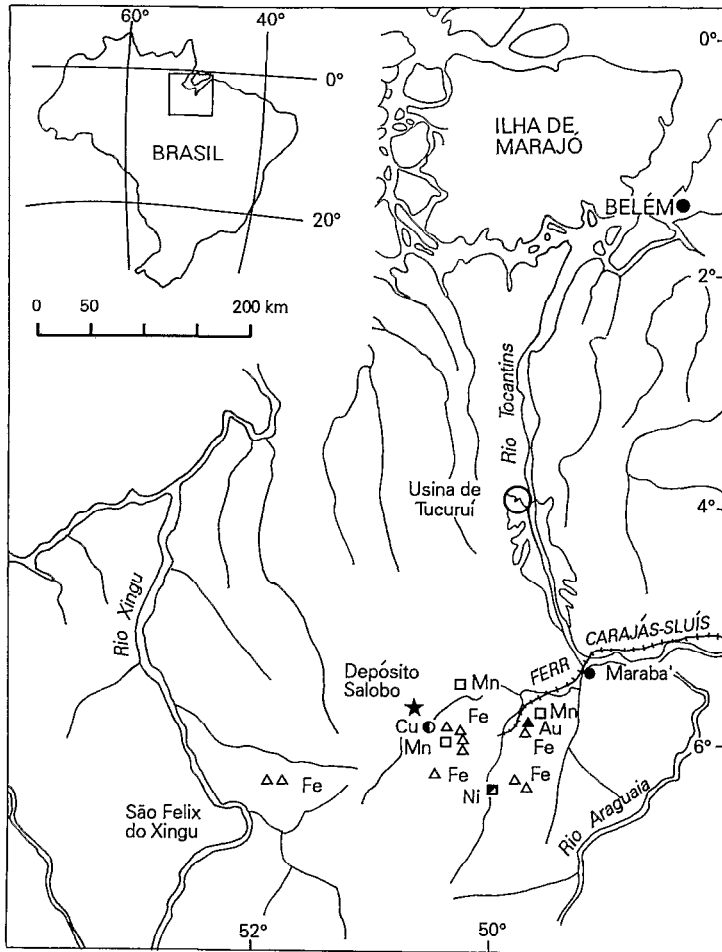 60°
40°
0°
BRASIL
20°
0 50 200 km
0°
ILHA DE
MARAJÓ
BELÉM
2°
Rio Tocantins
Usina de
Tucuruí
4°
Rio Xingu
CARAJÁS-SLUÍS
FERR
Maraba'
Depósito
Salobo
Mn
Fe
Cu
Mn
Mn
Au
Fe
6°
Fe
Fe
Fe
Ni
São Felix
do Xingu
Rio Araguaia
52°
50°